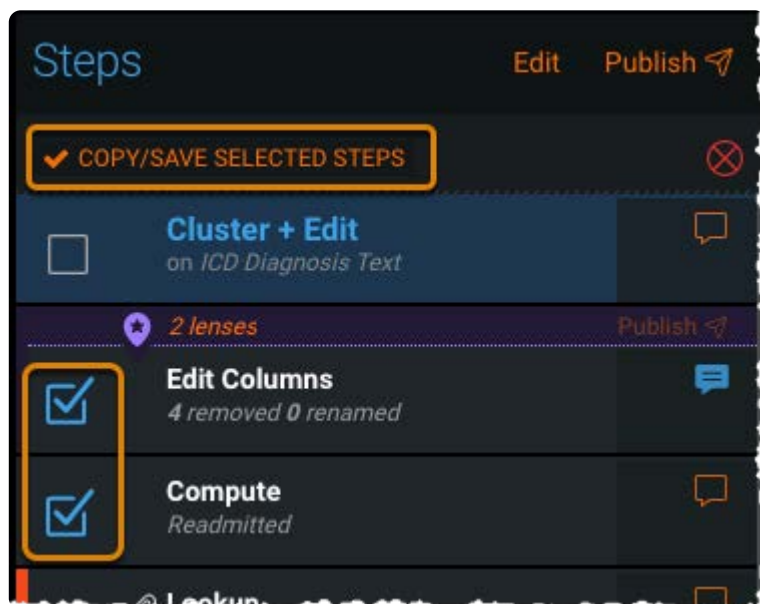 Steps
Edit
Publish
COPY/SAVE SELECTED STEPS
Cluster + Edit
on ICD Diagnosis Text
2 lenses
Publish
Edit Columns
4 removed 0 renamed
Compute
Readmitted
Lookup